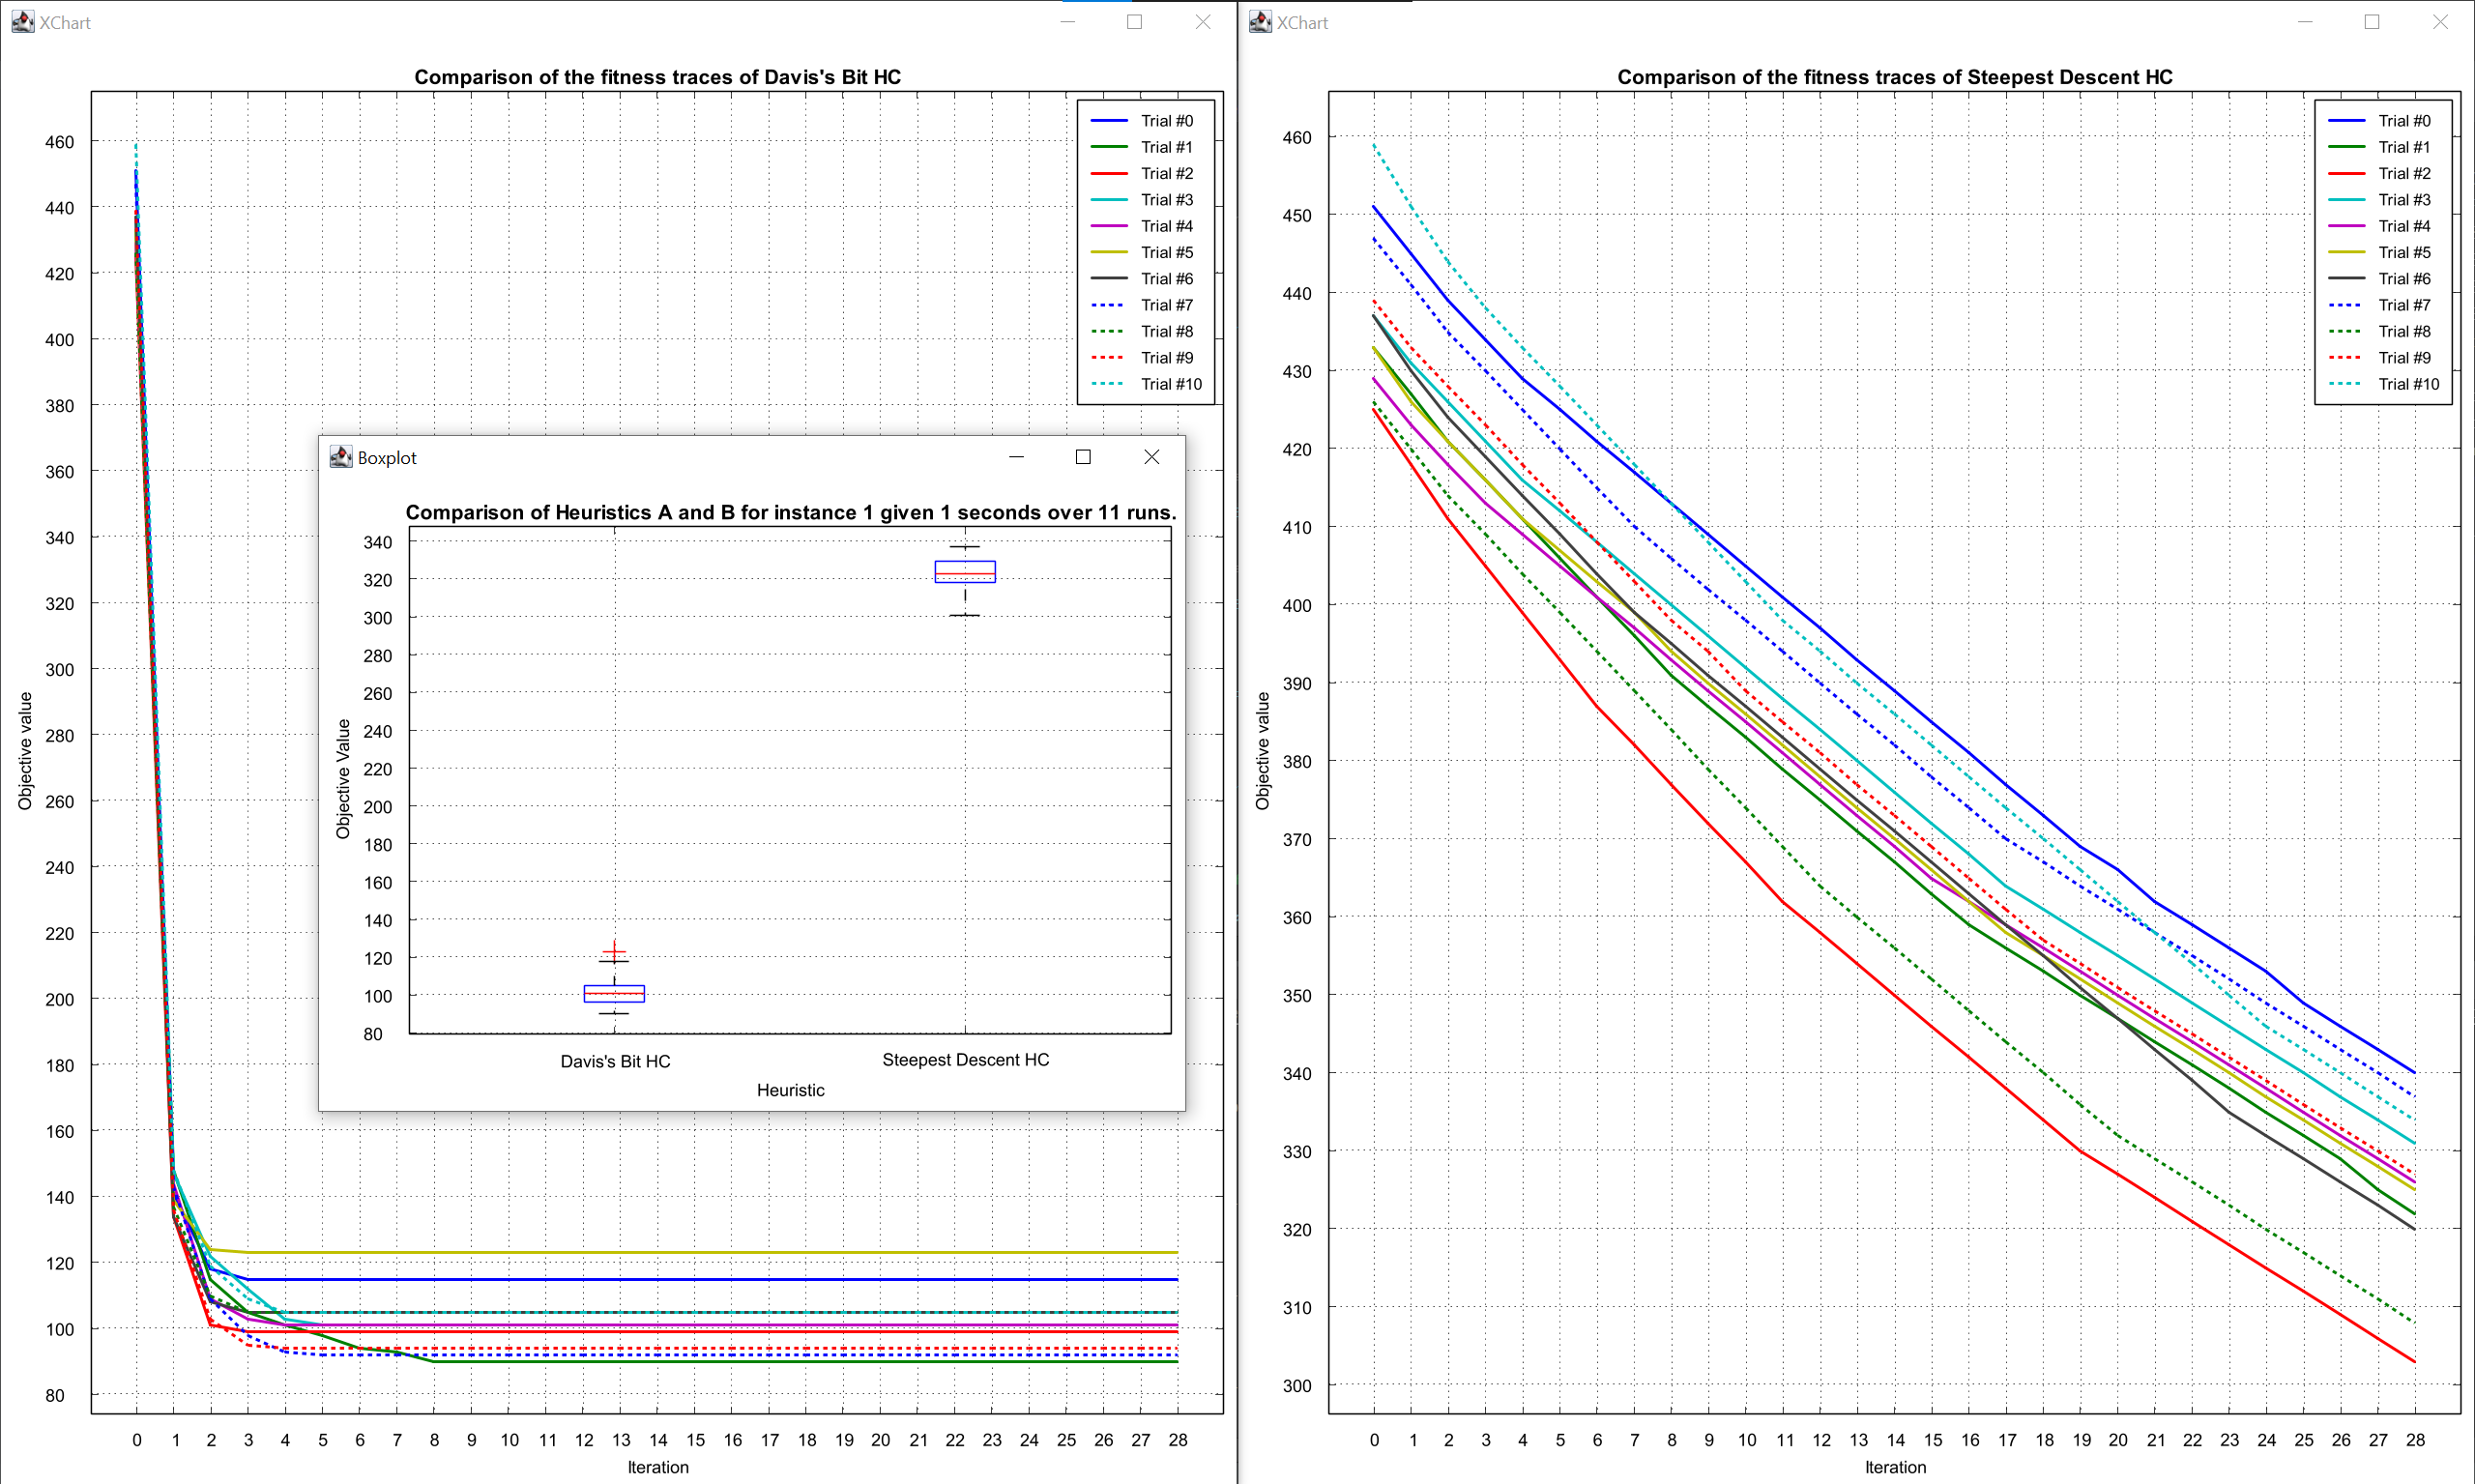 XChart
Comparison of the fitness traces of Davis's Bit HC
460
440
420
400
380
360
340
320
300
280
260
240
220
200
180
160
140
120
100
80
Objective value
0 1 2 3 4 5 6 7 8 9 10 11 12 13 14 15 16 17 18 19 20 21 22 23 24 25 26 27 28
Iteration
Trial #0
Trial #1
Trial #2
Trial #3
Trial #4
Trial #5
Trial #6
Trial #7
Trial #8
Trial #9
Trial #10
Boxplot
Comparison of Heuristics A and B for instance 1 given 1 seconds over 11 runs.
340
320
300
280
260
240
220
200
180
160
140
120
100
80
Objective Value
Davis's Bit HC Steepest Descent HC
Heuristic
XChart
Comparison of the fitness traces of Steepest Descent HC
460
450
440
430
420
410
400
390
380
370
360
350
340
330
320
310
300
Objective value
0 1 2 3 4 5 6 7 8 9 10 11 12 13 14 15 16 17 18 19 20 21 22 23 24 25 26 27 28
Iteration
Trial #0
Trial #1
Trial #2
Trial #3
Trial #4
Trial #5
Trial #6
Trial #7
Trial #8
Trial #9
Trial #10